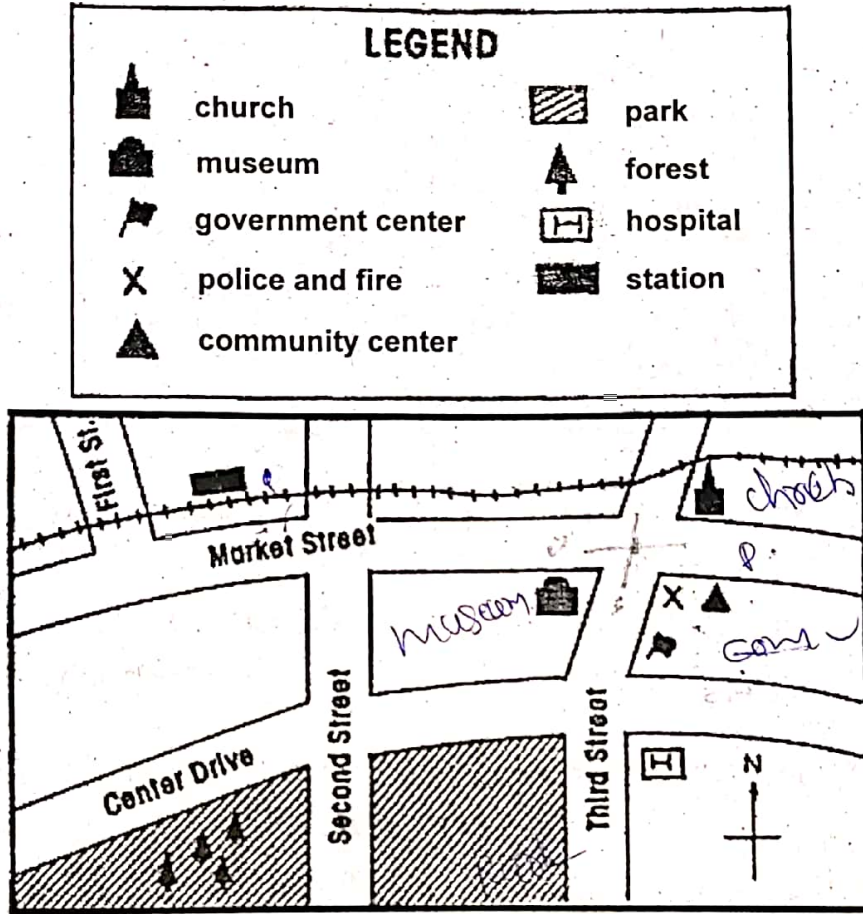 LEGEND
church
museum
government center
police and fire
community center
park
forest
H hospital
station
First St.
Market Street
museum
Second Street
Center Drive
Third Street
P.
H
N